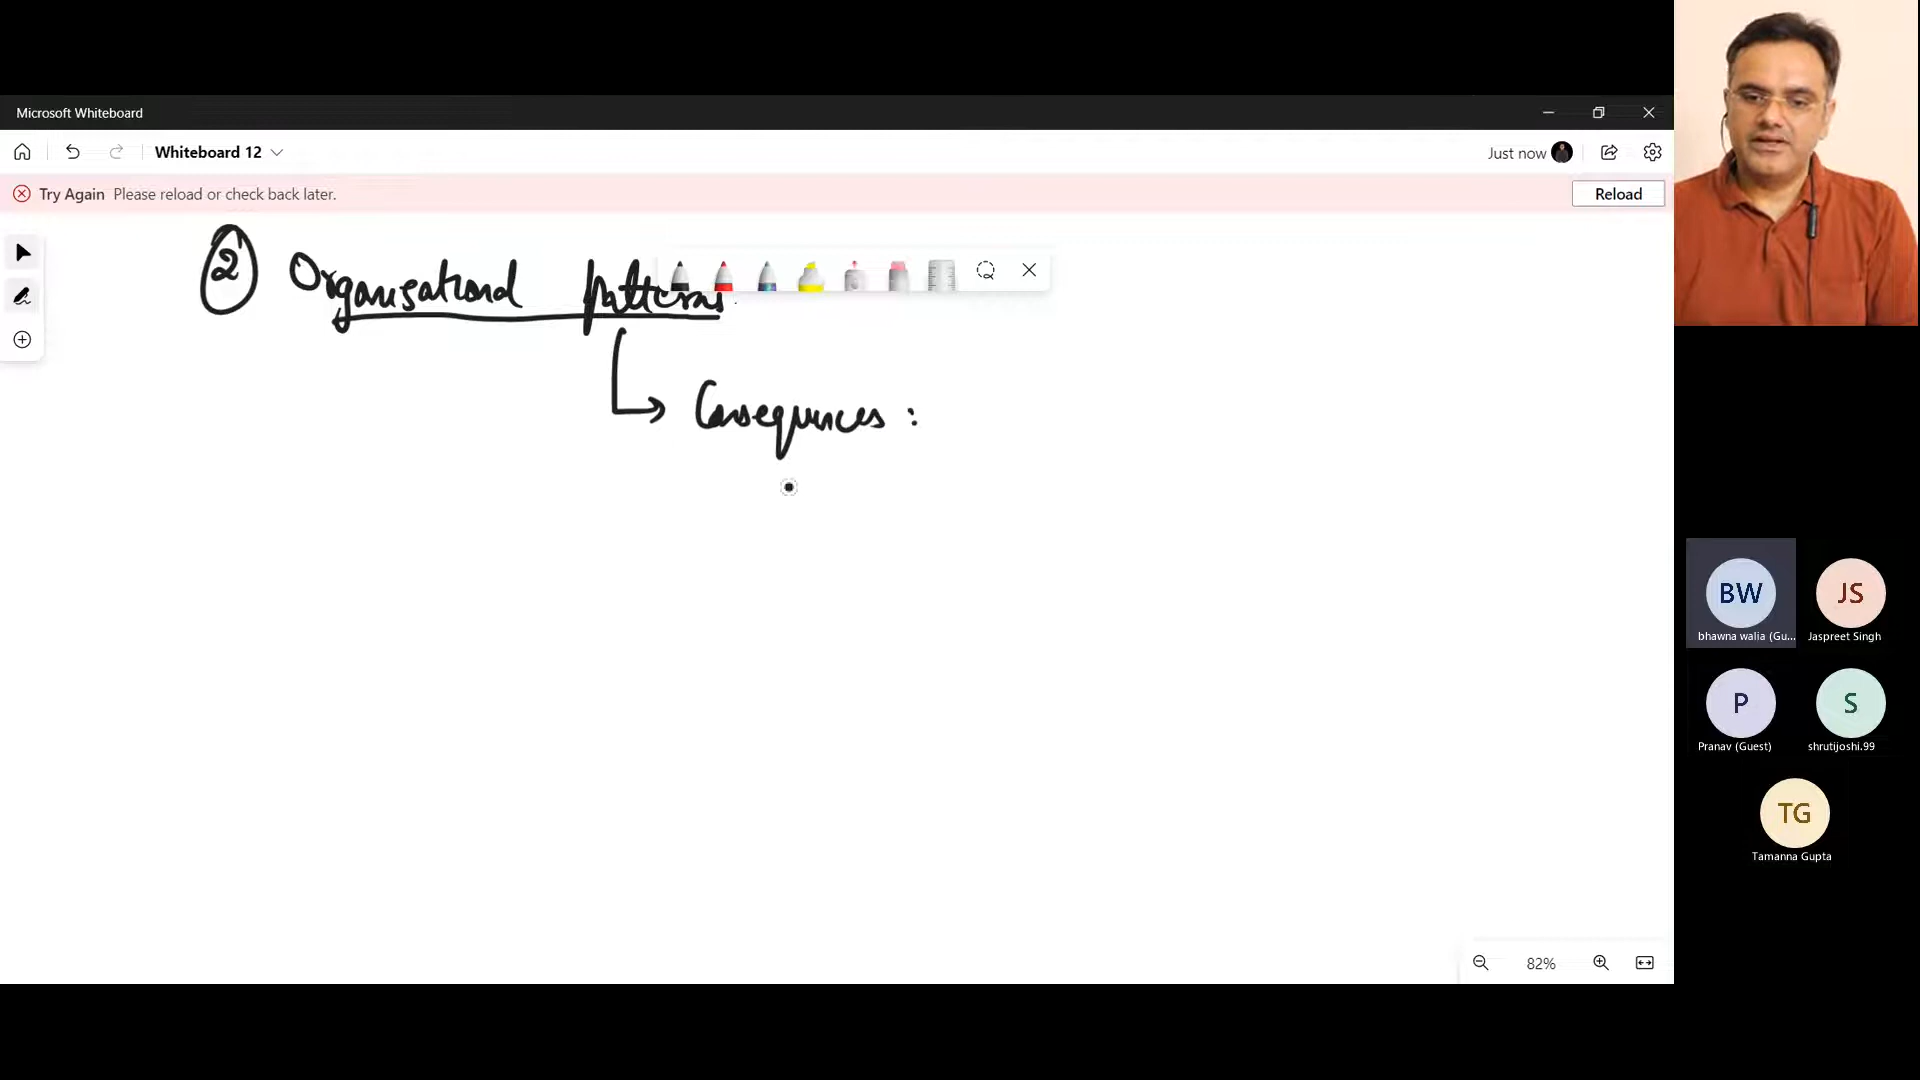 Microsoft Whiteboard
Whiteboard 12
Just now
Try Again Please reload or check back later.
Reload
② Organisational patterns
Consequences :
BW
JS
bhawna walia (Gu...
Jaspreet Singh
P
S
Pranav (Guest)
shrutijoshi.99
TG
Tamanna Gupta
82%